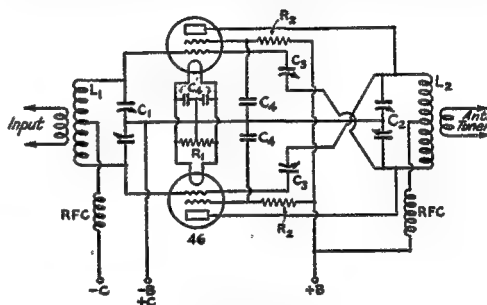 R2
L1
C4
C3
L2
C1
C4
C2
Input
Ant.
Tuner
R1
C4
C3
RFC
R2
RFC
46
-C
-B
+C
+B